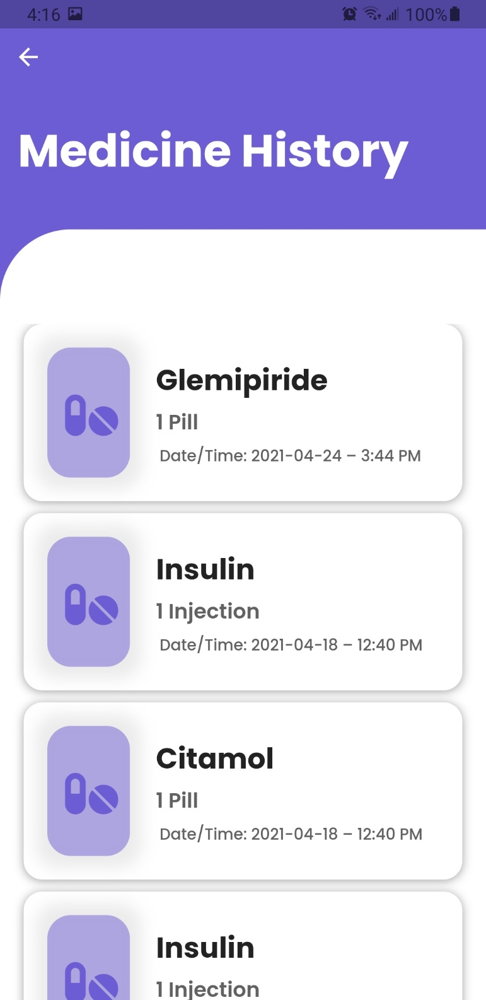 4:16 100%
Medicine History
Glemipiride
1 Pill
Date/Time: 2021-04-24 – 3:44 PM
Insulin
1 Injection
Date/Time: 2021-04-18 – 12:40 PM
Citamol
1 Pill
Date/Time: 2021-04-18 – 12:40 PM
Insulin
1 Injection